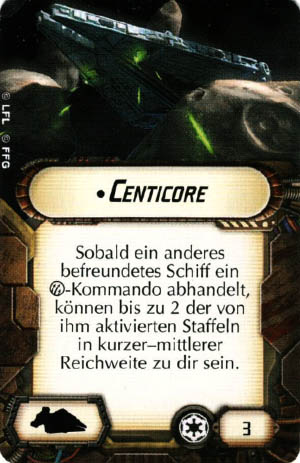 © LFL © FFG
• CENTICORE
Sobald ein anderes
befreundetes Schiff ein
-Kommando abhandelt,
können bis zu 2 der von
ihm aktivierten Staffeln
in kurzer–mittlerer
Reichweite zu dir sein.
3